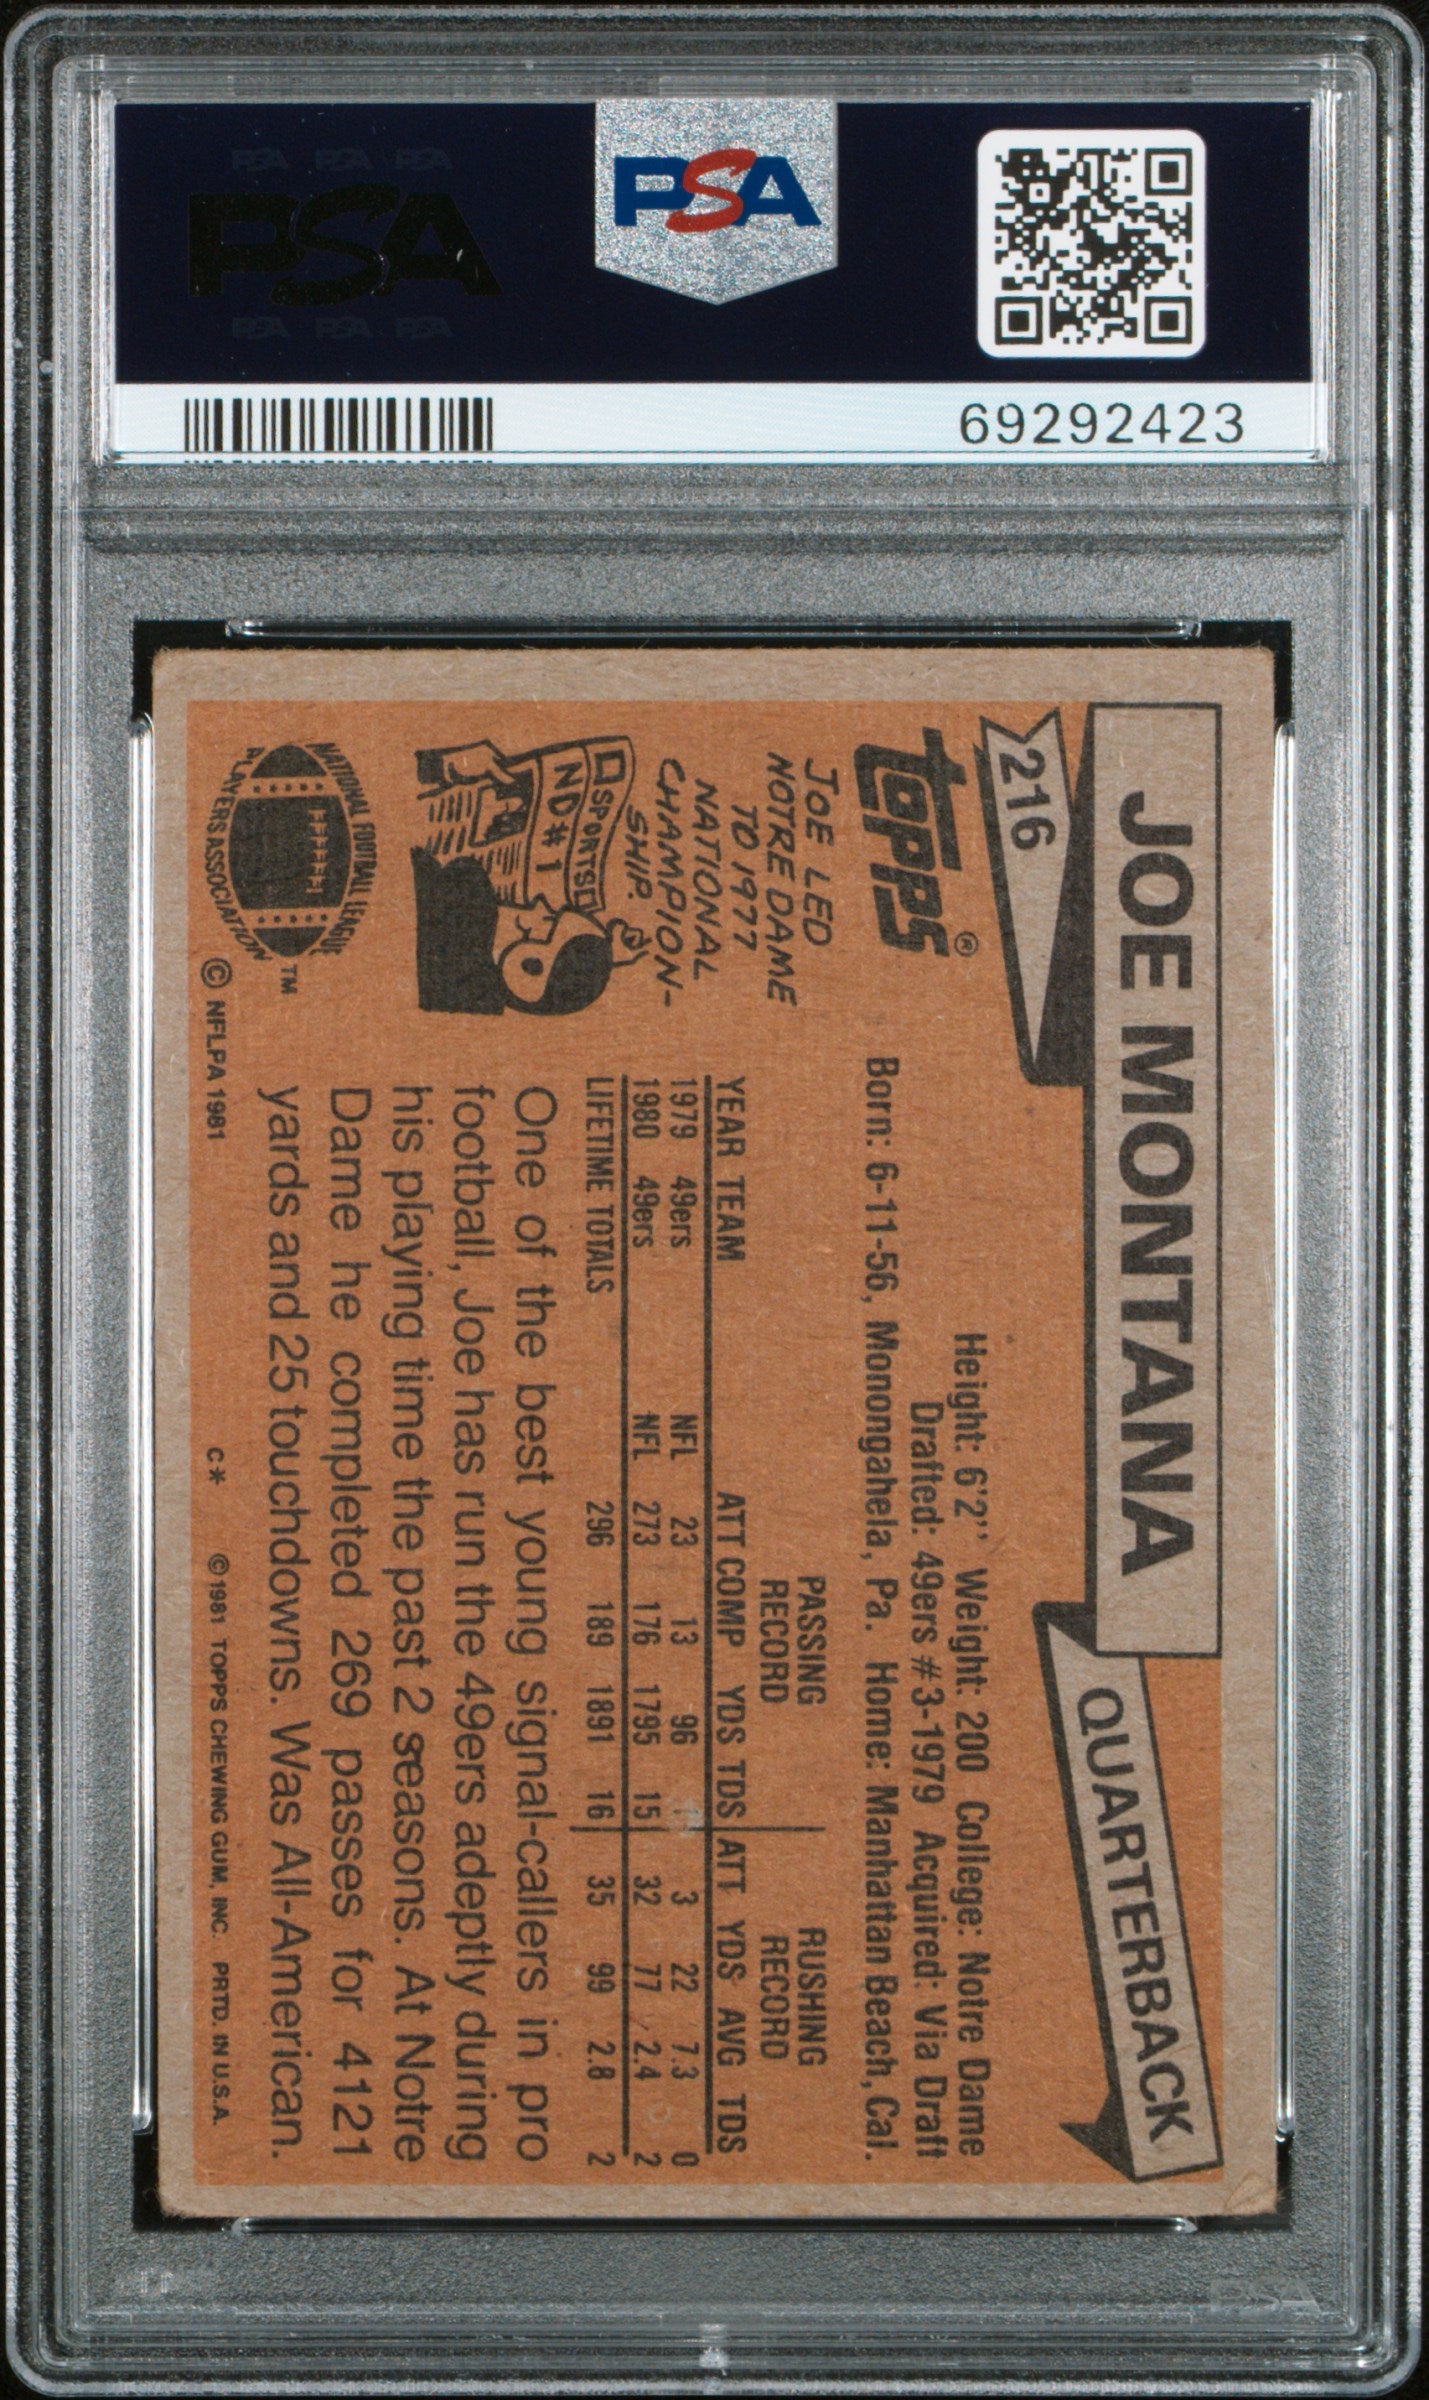 PSA PSA PSA
PSA
PSA PSA PSA
PSA
69292423
JOE MONTANA
QUARTERBACK
216
topps®
Height: 6'2'' Weight: 200 College: Notre Dame
Drafted: 49ers #3-1979 Acquired: Via Draft
Born: 6-11-56, Monongahela, Pa. Home: Manhattan Beach, Cal.
JOE LED
NOTRE DAME
TO 1977
NATIONAL
CHAMPION-
SHIP.
SPORTS
ND #1
PASSING RUSHING
RECORD RECORD
YEAR TEAM ATT COMP YDS TDS ATT YDS AVG TDS
1979 49ers NFL 23 13 96 3 22 7.3 0
1980 49ers NFL 273 176 1795 15 32 77 2.4 2
LIFETIME TOTALS 296 189 1891 16 35 99 2.8 2
One of the best young signal-callers in pro
football, Joe has run the 49ers adeptly during
his playing time the past 2 seasons. At Notre
Dame he completed 269 passes for 4121
yards and 25 touchdowns. Was All-American.
NATIONAL FOOTBALL LEAGUE
PLAYERS ASSOCIATION
TM
© NFLPA 1981
C* © 1981 TOPPS CHEWING GUM, INC. PRTD. IN U.S.A.
PSA